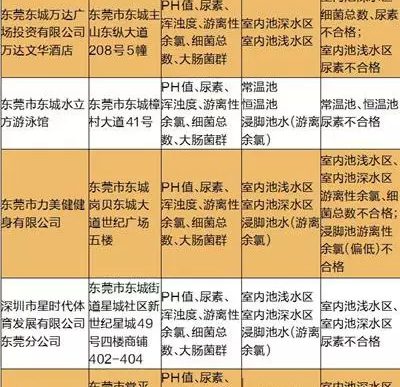 东莞东城万达广
场投资有限公司
万达文华酒店
东莞市东城主
山东纵大道
208号5幢
PH值、尿素、
浑浊度、游离性
余氯、细菌总
数、大肠菌群
室内池深水区
室内池浅水区
细菌总数、尿素
不合格；
室内池浅水区
尿素不合格
东莞市东城水立
方游泳馆
东莞市东城樟
村大道41号
PH值、尿素、
浑浊度、游离性
余氯、细菌总
数、大肠菌群
常温池
恒温池
浸脚池水(游离
余氯)
常温池、恒温池
尿素不合格
东莞市力美健健
身有限公司
东莞市东城
岗贝东城大
道世纪广场
五楼
PH值、尿素、
浑浊度、游离性
余氯、细菌总
数、大肠菌群
室内池浅水区
室内池深水区
浸脚池水(游离
余氯)
室内池浅水区、
室内池深水区
游离性余氯、细
菌总数不合格；
浸脚池游离性
余氯(偏低)不
合格
深圳市星时代体
育发展有限公司
东莞分公司
东莞市东城街
道星城社区新
世纪星城49
号四楼商铺
402-404
PH值、尿素、
浑浊度、游离性
余氯、细菌总
数、大肠菌群
室内池浅水区
室内池深水区
浸脚池水(游离
余氯)
室内池浅水区、
室内池深水区
尿素不合格